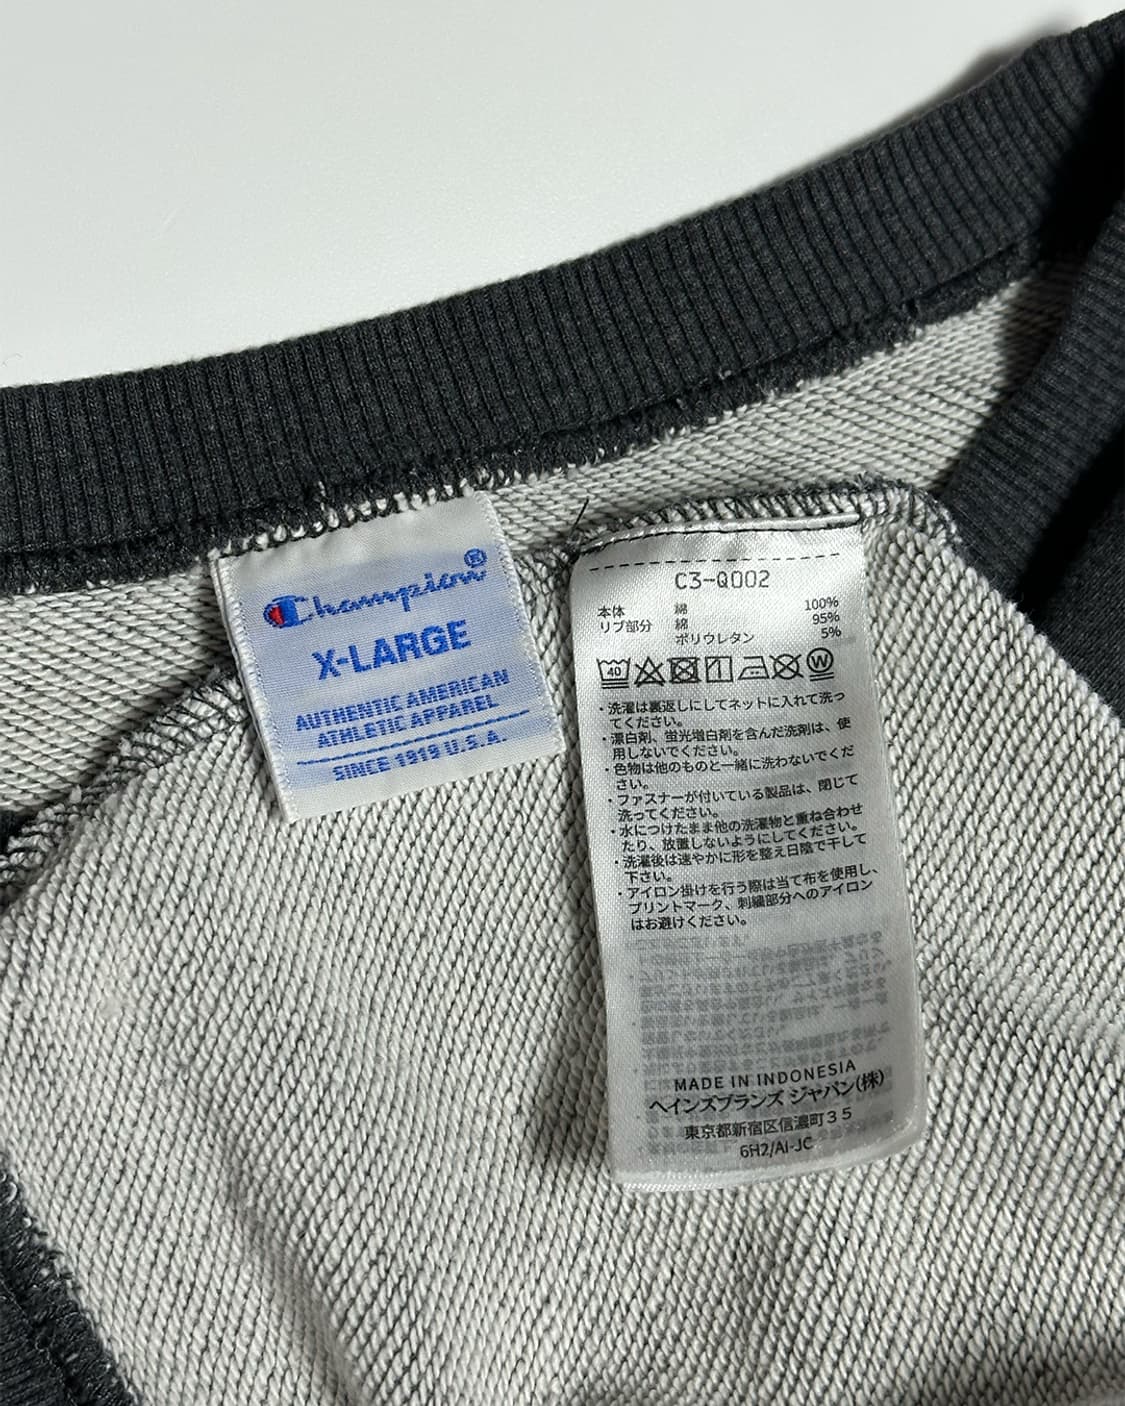 Champion®
X-LARGE
AUTHENTIC AMERICAN
ATHLETIC APPAREL
SINCE 1919 U.S.A.
C3-Q002
本体 綿 100%
リブ部分 綿 95%
ポリウレタン 5%
40
W
・洗濯は裏返しにしてネットに入れて洗っ
てください。
・漂白剤、蛍光増白剤を含んだ洗剤は、使
用しないでください。
・色物は他のものと一緒に洗わないでくだ
さい。
・ファスナーが付いている製品は、閉じて
洗ってください。
・水につけたまま他の洗濯物と重ね合わせ
たり、放置しないようにしてください。
・洗濯後は速やかに形を整え日陰で干して
下さい。
・アイロン掛けを行う際は当て布を使用し、
プリントマーク、刺繍部分へのアイロン
はお避けください。
MADE IN INDONESIA
ヘインズブランズ ジャパン(株)
東京都新宿区信濃町35
6H2/AI-JC